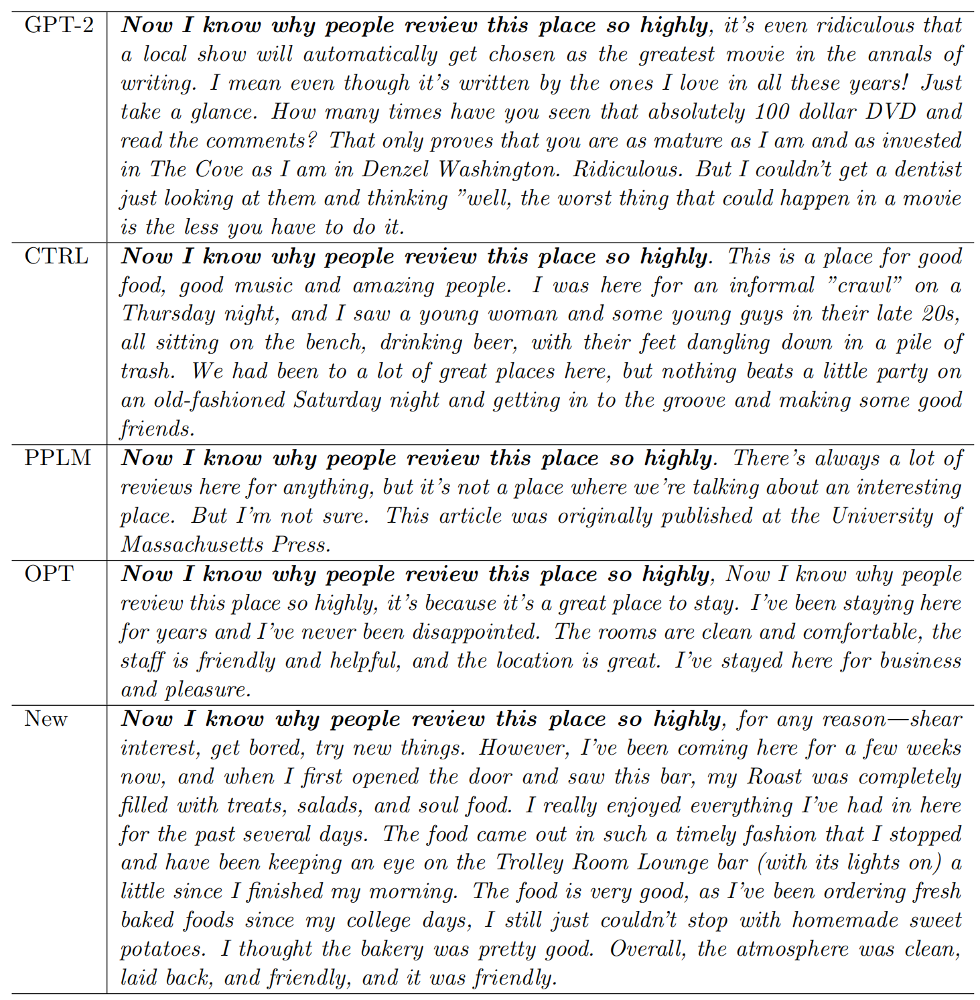 GPT-2 Now I know why people review this place so highly, it's even ridiculous that
a local show will automatically get chosen as the greatest movie in the annals of
writing. I mean even though it's written by the ones I love in all these years! Just
take a glance. How many times have you seen that absolutely 100 dollar DVD and
read the comments? That only proves that you are as mature as I am and as invested
in The Cove as I am in Denzel Washington. Ridiculous. But I couldn't get a dentist
just looking at them and thinking ”well, the worst thing that could happen in a movie
is the less you have to do it.
CTRL Now I know why people review this place so highly. This is a place for good
food, good music and amazing people. I was here for an informal ”crawl” on a
Thursday night, and I saw a young woman and some young guys in their late 20s,
all sitting on the bench, drinking beer, with their feet dangling down in a pile of
trash. We had been to a lot of great places here, but nothing beats a little party on
an old-fashioned Saturday night and getting in to the groove and making some good
friends.
PPLM Now I know why people review this place so highly. There's always a lot of
reviews here for anything, but it's not a place where we're talking about an interesting
place. But I'm not sure. This article was originally published at the University of
Massachusetts Press.
OPT Now I know why people review this place so highly, Now I know why people
review this place so highly, it's because it's a great place to stay. I've been staying here
for years and I've never been disappointed. The rooms are clean and comfortable, the
staff is friendly and helpful, and the location is great. I've stayed here for business
and pleasure.
New Now I know why people review this place so highly, for any reason—shear
interest, get bored, try new things. However, I've been coming here for a few weeks
now, and when I first opened the door and saw this bar, my Roast was completely
filled with treats, salads, and soul food. I really enjoyed everything I've had in here
for the past several days. The food came out in such a timely fashion that I stopped
and have been keeping an eye on the Trolley Room Lounge bar (with its lights on) a
little since I finished my morning. The food is very good, as I've been ordering fresh
baked foods since my college days, I still just couldn't stop with homemade sweet
potatoes. I thought the bakery was pretty good. Overall, the atmosphere was clean,
laid back, and friendly, and it was friendly.